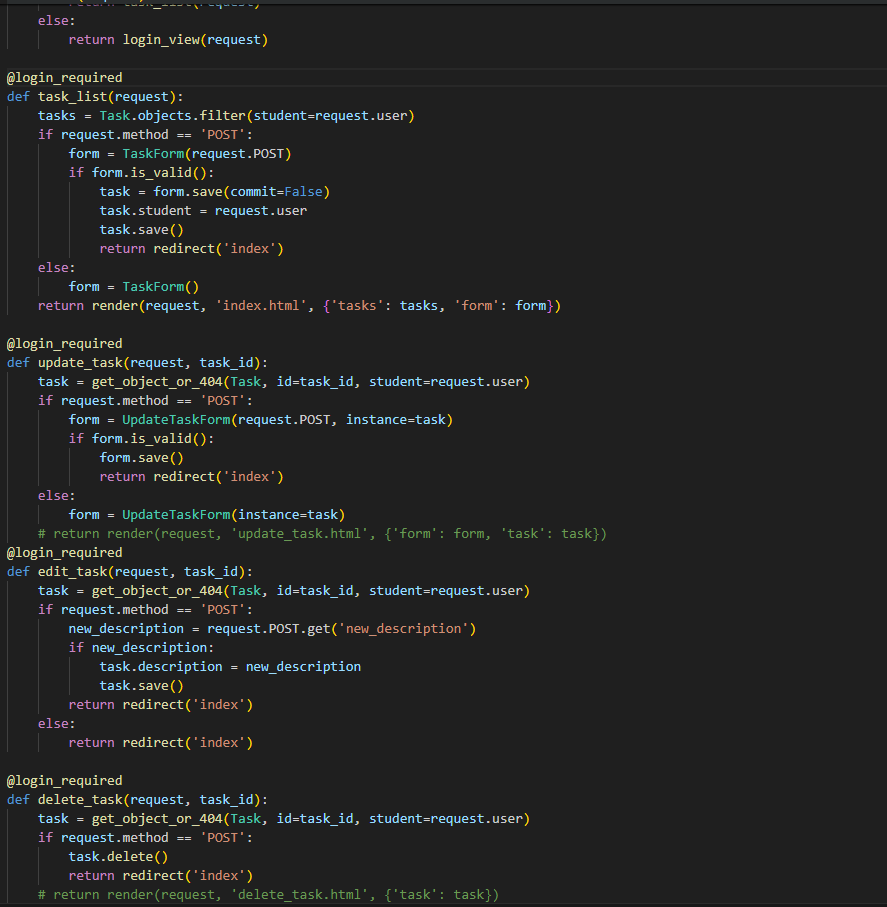 return task_list(request)
else:
return login_view(request)
@login_required
def task_list(request):
tasks = Task.objects.filter(student=request.user)
if request.method == 'POST':
form = TaskForm(request.POST)
if form.is_valid():
task = form.save(commit=False)
task.student = request.user
task.save()
return redirect('index')
else:
form = TaskForm()
return render(request, 'index.html', {'tasks': tasks, 'form': form})
@login_required
def update_task(request, task_id):
task = get_object_or_404(Task, id=task_id, student=request.user)
if request.method == 'POST':
form = UpdateTaskForm(request.POST, instance=task)
if form.is_valid():
form.save()
return redirect('index')
else:
form = UpdateTaskForm(instance=task)
# return render(request, 'update_task.html', {'form': form, 'task': task})
@login_required
def edit_task(request, task_id):
task = get_object_or_404(Task, id=task_id, student=request.user)
if request.method == 'POST':
new_description = request.POST.get('new_description')
if new_description:
task.description = new_description
task.save()
return redirect('index')
else:
return redirect('index')
@login_required
def delete_task(request, task_id):
task = get_object_or_404(Task, id=task_id, student=request.user)
if request.method == 'POST':
task.delete()
return redirect('index')
# return render(request, 'delete_task.html', {'task': task})